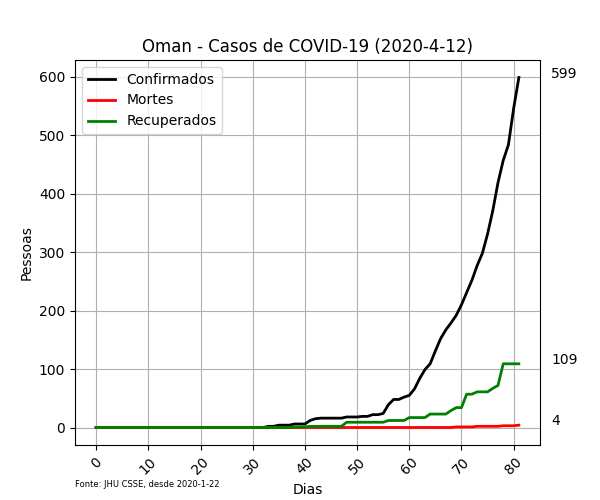 Oman - Casos de COVID-19 (2020-4-12)
Confirmados
Mortes
Recuperados
600
500
400
300
200
100
0
Pessoas
599
109
4
0 10 20 30 40 50 60 70 80
Fonte: JHU CSSE, desde 2020-1-22
Dias